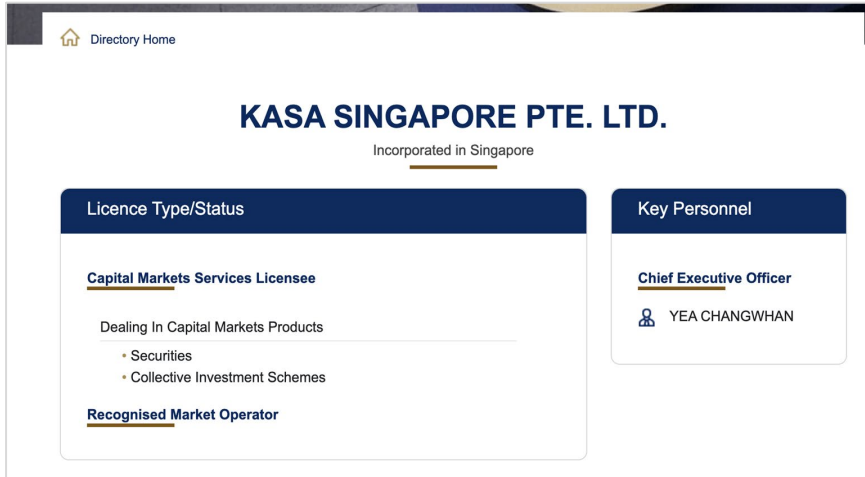 Directory Home
KASA SINGAPORE PTE. LTD.
Incorporated in Singapore
Licence Type/Status
Capital Markets Services Licensee
Dealing In Capital Markets Products
• Securities
• Collective Investment Schemes
Recognised Market Operator
Key Personnel
Chief Executive Officer
YEA CHANGWHAN